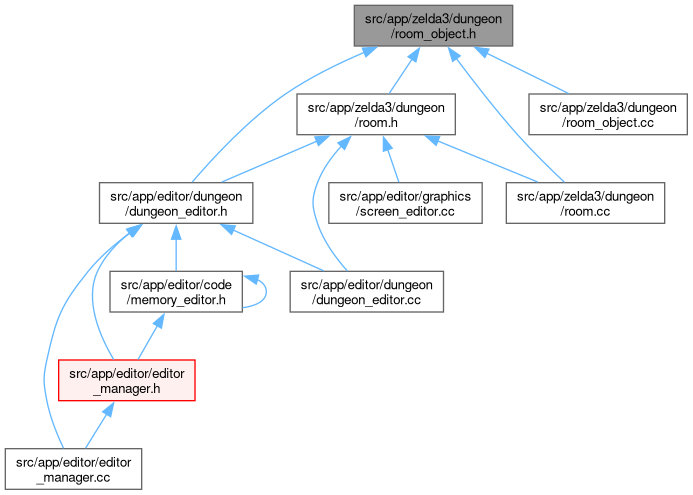 src/app/zelda3/dungeon
/room_object.h
src/app/zelda3/dungeon
/room.h
src/app/zelda3/dungeon
/room_object.cc
src/app/editor/dungeon
/dungeon_editor.h
src/app/editor/graphics
/screen_editor.cc
src/app/zelda3/dungeon
/room.cc
src/app/editor/code
/memory_editor.h
src/app/editor/dungeon
/dungeon_editor.cc
src/app/editor/editor
_manager.h
src/app/editor/editor
_manager.cc